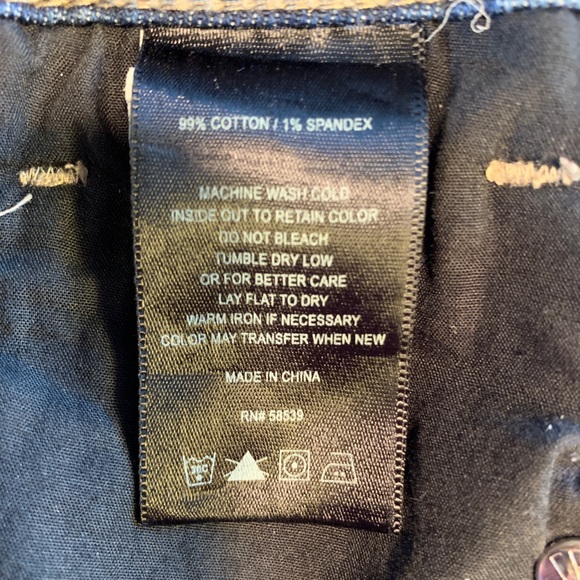 99% COTTON / 1% SPANDEX
MACHINE WASH COLD
INSIDE OUT TO RETAIN COLOR
DO NOT BLEACH
TUMBLE DRY LOW
OR FOR BETTER CARE
LAY FLAT TO DRY
WARM IRON IF NECESSARY
COLOR MAY TRANSFER WHEN NEW
MADE IN CHINA
RN# 58539
30C